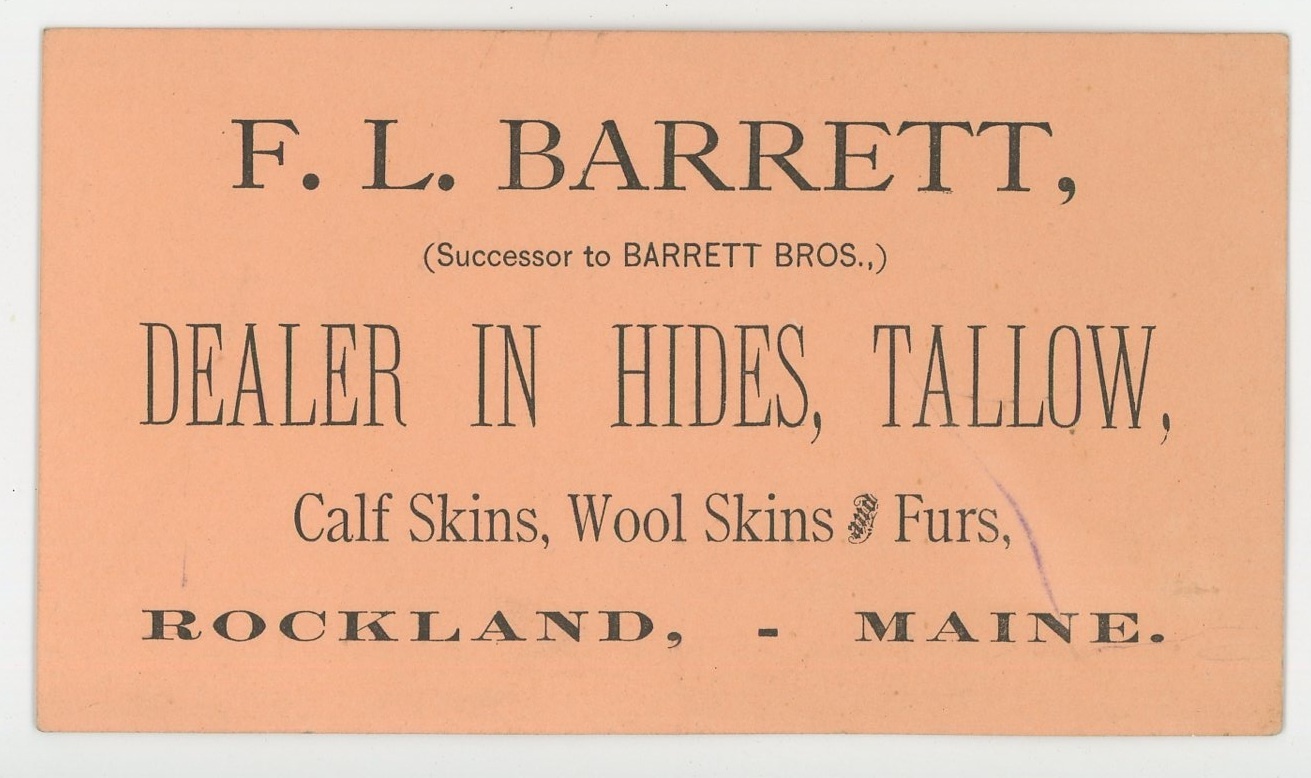 F. L. BARRETT,
(Successor to BARRETT BROS.,)
DEALER IN HIDES, TALLOW,
Calf Skins, Wool Skins and Furs,
ROCKLAND, - MAINE.